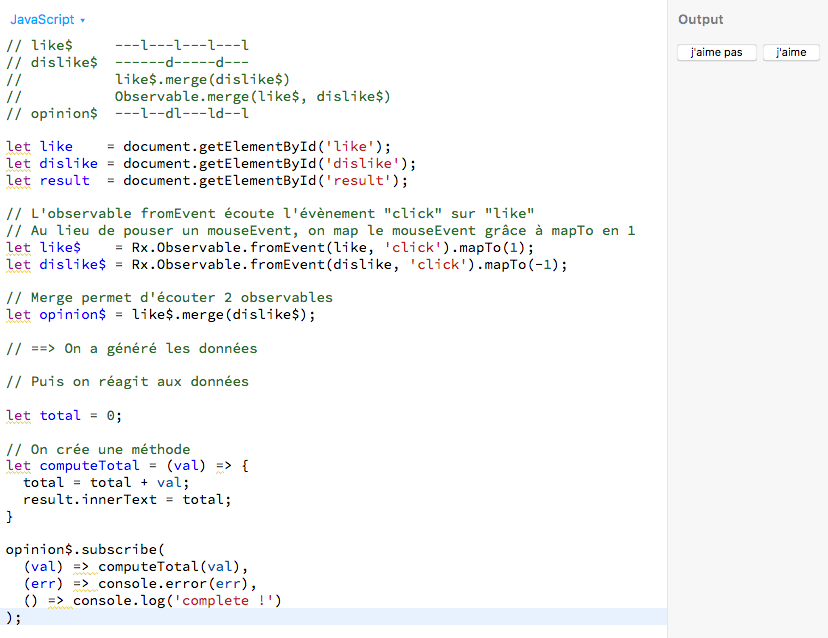 JavaScript ▾
// like$     ---l---l---l---l
// dislike$  ------d-----d---
//           like$.merge(dislike$)
//           Observable.merge(like$, dislike$)
// opinion$  ---l--dl---ld--l
let like    = document.getElementById('like');
let dislike = document.getElementById('dislike');
let result  = document.getElementById('result');
// L'observable fromEvent écoute l'évènement "click" sur "like"
// Au lieu de pouser un mouseEvent, on map le mouseEvent grâce à mapTo en 1
let like$    = Rx.Observable.fromEvent(like, 'click').mapTo(1);
let dislike$ = Rx.Observable.fromEvent(dislike, 'click').mapTo(-1);
// Merge permet d'écouter 2 observables
let opinion$ = like$.merge(dislike$);
// ==> On a généré les données
// Puis on réagit aux données
let total = 0;
// On crée une méthode
let computeTotal = (val) => {
  total = total + val;
  result.innerText = total;
}
opinion$.subscribe(
  (val) => computeTotal(val),
  (err) => console.error(err),
  () => console.log('complete !')
);
Output
j'aime pas j'aime